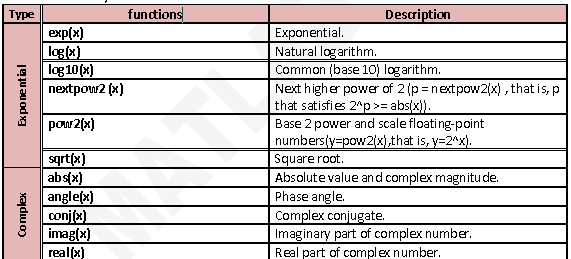 Type functions Description
Exponential
exp(x) Exponential.
log(x) Natural logarithm.
log10(x) Common (base 10) logarithm.
nextpow2 (x) Next higher power of 2 (p = nextpow2(x) , that is, p
that satisfies 2^p >= abs(x)).
pow2(x) Base 2 power and scale floating-point
numbers(y=pow2(x),that is, y=2^x).
sqrt(x) Square root.
Complex
abs(x) Absolute value and complex magnitude.
angle(x) Phase angle.
conj(x) Complex conjugate.
imag(x) Imaginary part of complex number.
real(x) Real part of complex number.